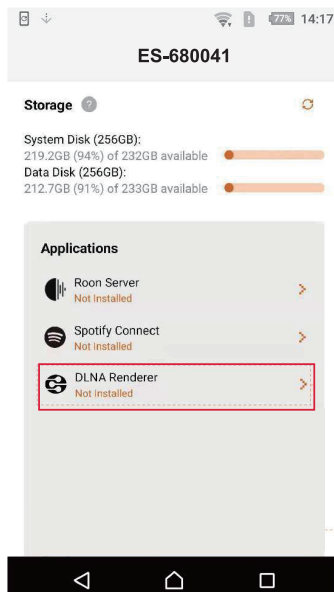 77% 14:17
ES-680041
Storage ?
System Disk (256GB):
219.2GB (94%) of 232GB available
Data Disk (256GB):
212.7GB (91%) of 233GB available
Applications
Roon Server
Not Installed
Spotify Connect
Not Installed
DLNA Renderer
Not Installed